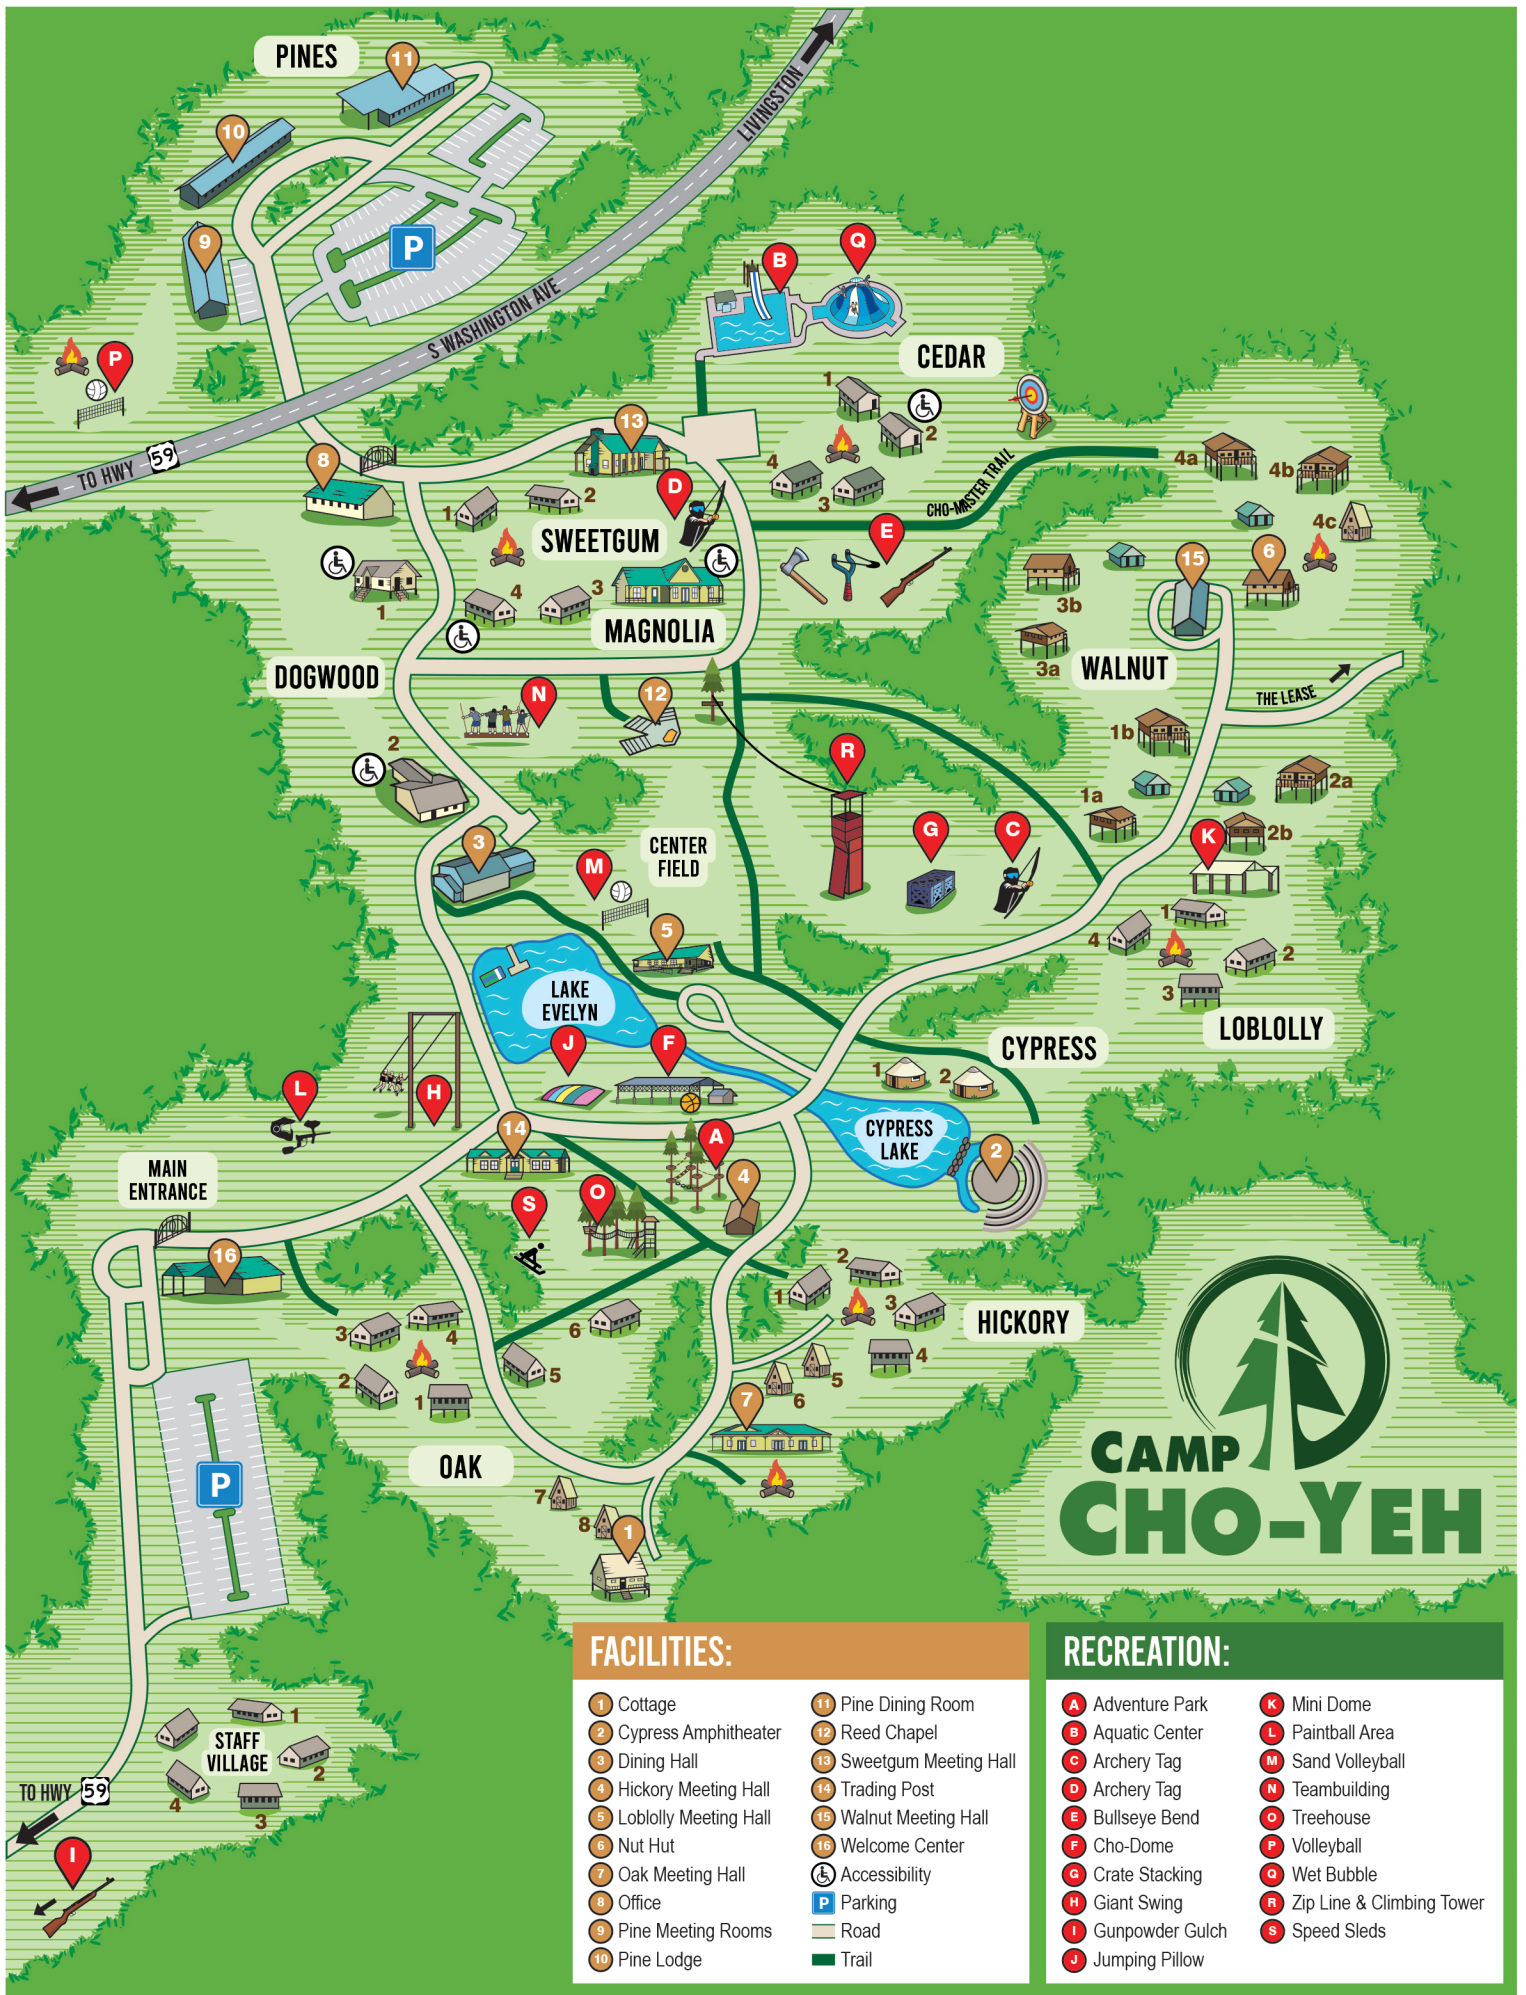 PINES
11
10
9
P
LIVINGSTON
S WASHINGTON AVE
TO HWY 59
P
B
Q
CEDAR
1
2
3
4
CHO-MASTER TRAIL
13
8
D
E
1
2
SWEETGUM
4
3
MAGNOLIA
1
DOGWOOD
2
4a
4b
4c
15
6
3b
3a
WALNUT
THE LEASE
1b
1a
2a
2b
K
N
12
R
G
C
CENTER
FIELD
3
M
5
1
4
2
3
LOBLOLLY
LAKE
EVELYN
J
F
CYPRESS
1
2
CYPRESS
LAKE
2
L
H
14
A
4
S
O
MAIN
ENTRANCE
16
1
2
3
4
HICKORY
5
6
7
3
4
2
1
6
5
OAK
7
8
1
P
CAMP
CHO-YEH
STAFF
VILLAGE
1
2
3
4
TO HWY 59
I
FACILITIES:
1 Cottage
2 Cypress Amphitheater
3 Dining Hall
4 Hickory Meeting Hall
5 Loblolly Meeting Hall
6 Nut Hut
7 Oak Meeting Hall
8 Office
9 Pine Meeting Rooms
10 Pine Lodge
11 Pine Dining Room
12 Reed Chapel
13 Sweetgum Meeting Hall
14 Trading Post
15 Walnut Meeting Hall
16 Welcome Center
Accessibility
P Parking
Road
Trail
RECREATION:
A Adventure Park
B Aquatic Center
C Archery Tag
D Archery Tag
E Bullseye Bend
F Cho-Dome
G Crate Stacking
H Giant Swing
I Gunpowder Gulch
J Jumping Pillow
K Mini Dome
L Paintball Area
M Sand Volleyball
N Teambuilding
O Treehouse
P Volleyball
Q Wet Bubble
R Zip Line & Climbing Tower
S Speed Sleds